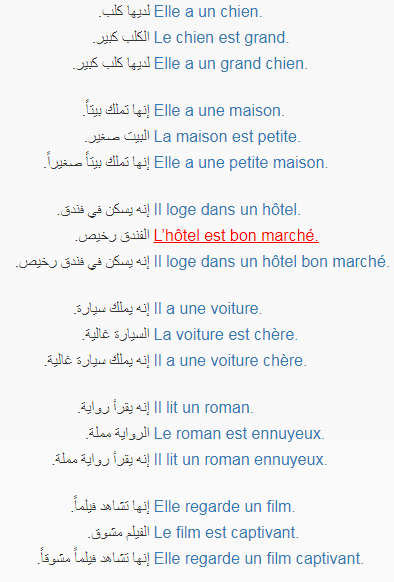 لديها كلب. Elle a un chien.
الكلب كبير. Le chien est grand.
لديها كلب كبير. Elle a un grand chien.
إنها تملك بيتاً. Elle a une maison.
البيت صغير. La maison est petite.
إنها تملك بيتاً صغيراً. Elle a une petite maison.
إنه يسكن في فندق. Il loge dans un hôtel.
الفندق رخيص. L’hôtel est bon marché.
إنه يسكن في فندق رخيص. Il loge dans un hôtel bon marché.
إنه يملك سيارة. Il a une voiture.
السيارة غالية. La voiture est chère.
إنه يملك سيارة غالية. Il a une voiture chère.
إنه يقرأ رواية. Il lit un roman.
الرواية مملة. Le roman est ennuyeux.
إنه يقرأ رواية مملة. Il lit un roman ennuyeux.
إنها تشاهد فيلماً. Elle regarde un film.
الفيلم مشوق. Le film est captivant.
إنها تشاهد فيلماً مشوقاً. Elle regarde un film captivant.